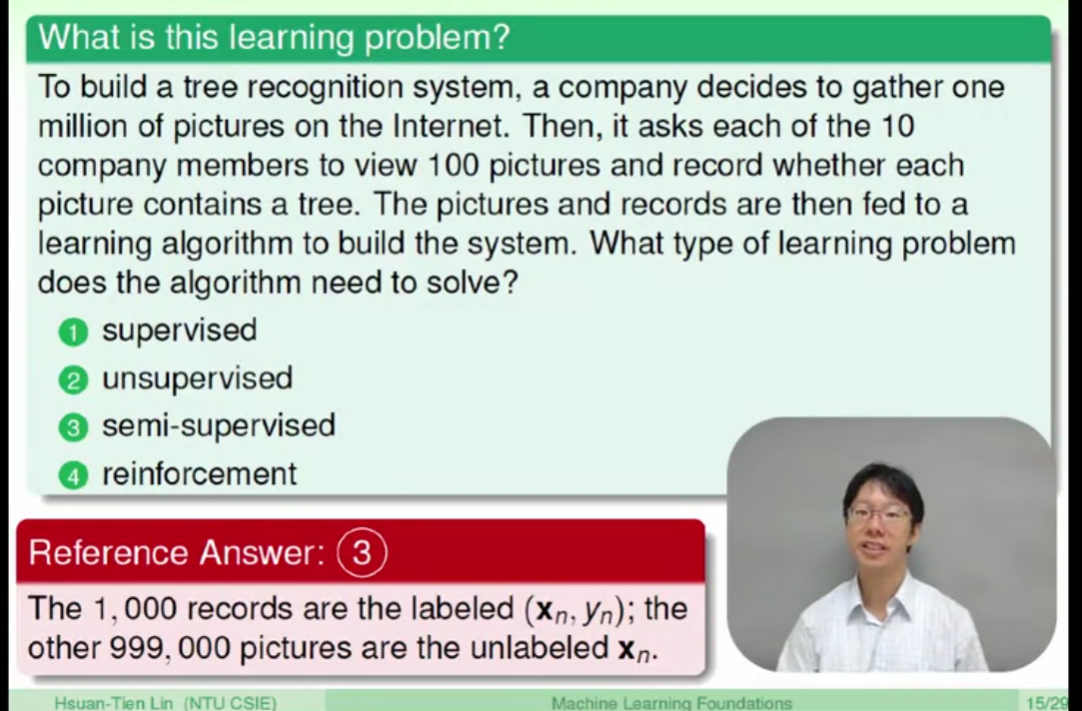 What is this learning problem?
To build a tree recognition system, a company decides to gather one
million of pictures on the Internet. Then, it asks each of the 10
company members to view 100 pictures and record whether each
picture contains a tree. The pictures and records are then fed to a
learning algorithm to build the system. What type of learning problem
does the algorithm need to solve?
1 supervised
2 unsupervised
3 semi-supervised
4 reinforcement
Reference Answer: 3
The 1,000 records are the labeled (xn, yn); the
other 999,000 pictures are the unlabeled xn.
Hsuan-Tien Lin (NTU CSIE) Machine Learning Foundations 15/29